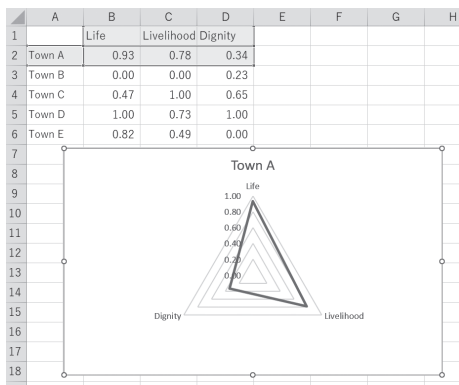 A B C D E F G H
1 Life Livelihood Dignity
2 Town A 0.93 0.78 0.34
3 Town B 0.00 0.00 0.23
4 Town C 0.47 1.00 0.65
5 Town D 1.00 0.73 1.00
6 Town E 0.82 0.49 0.00
7
8
9
10
11
12
13
14
15
16
17
18
Town A
Life
1.00
0.80
0.60
0.40
0.20
0.00
Dignity Livelihood